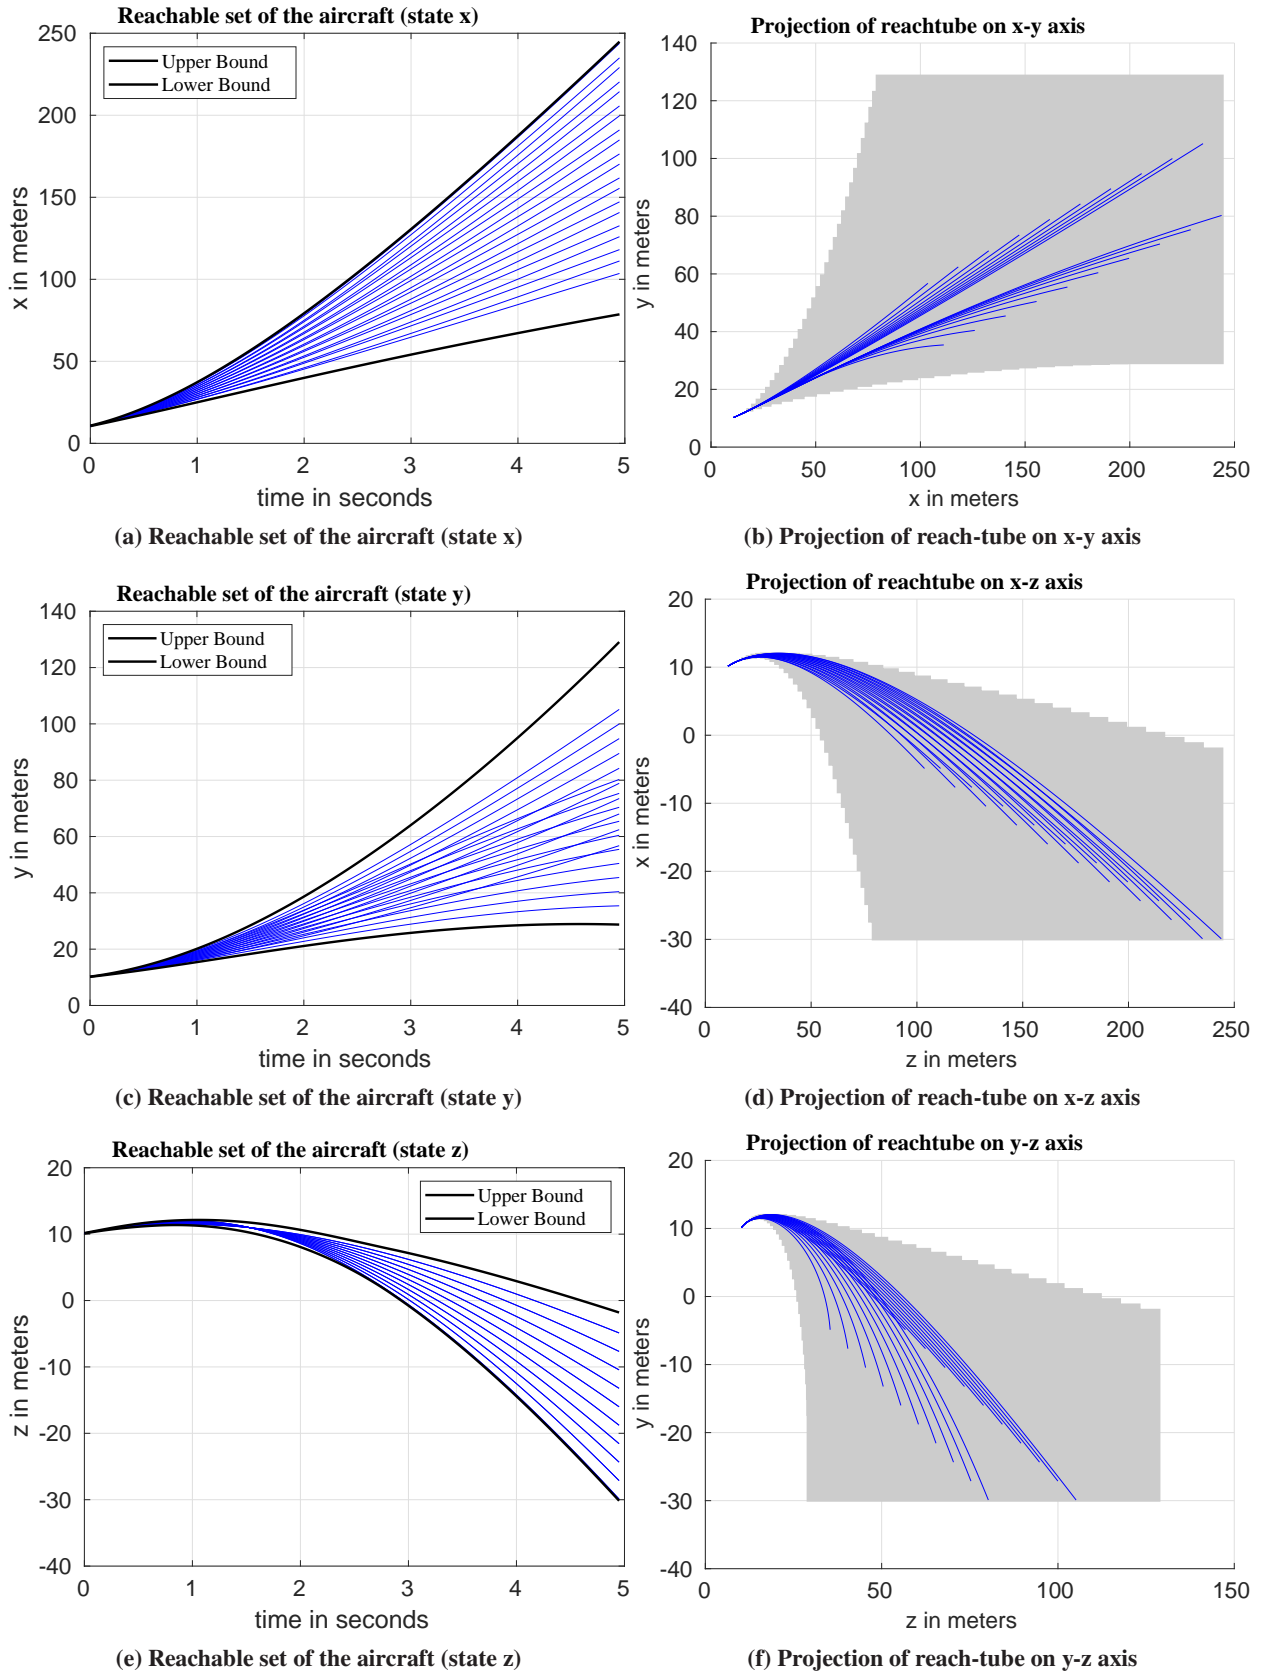 Reachable set of the aircraft (state x)
250
200
150
100
50
0
x in meters
Upper Bound
Lower Bound
0 1 2 3 4 5
time in seconds
(a) Reachable set of the aircraft (state x)
Projection of reachtube on x-y axis
140
120
100
80
60
40
20
0
y in meters
0 50 100 150 200 250
x in meters
(b) Projection of reach-tube on x-y axis
Reachable set of the aircraft (state y)
140
120
100
80
60
40
20
0
y in meters
Upper Bound
Lower Bound
0 1 2 3 4 5
time in seconds
(c) Reachable set of the aircraft (state y)
Projection of reachtube on x-z axis
20
10
0
-10
-20
-30
-40
x in meters
0 50 100 150 200 250
z in meters
(d) Projection of reach-tube on x-z axis
Reachable set of the aircraft (state z)
20
10
0
-10
-20
-30
-40
z in meters
Upper Bound
Lower Bound
0 1 2 3 4 5
time in seconds
(e) Reachable set of the aircraft (state z)
Projection of reachtube on y-z axis
20
10
0
-10
-20
-30
-40
y in meters
0 50 100 150
z in meters
(f) Projection of reach-tube on y-z axis